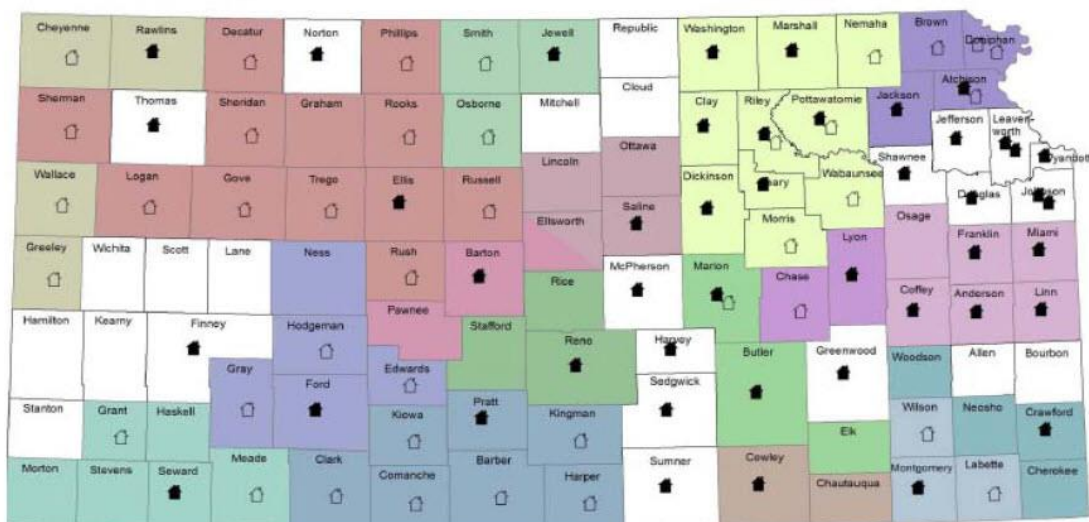 Cheyenne
Rawlins
Decatur
Norton
Phillips
Smith
Jewell
Republic
Washington
Marshall
Nemaha
Brown
Doniphan
Sherman
Thomas
Sheridan
Graham
Rooks
Osborne
Mitchell
Cloud
Clay
Riley
Pottawatomie
Jackson
Atchison
Jefferson
Leaven-
worth
Lincoln
Ottawa
Shawnee
Wallace
Logan
Gove
Trego
Ellis
Russell
Ellsworth
Saline
Dickinson
Geary
Wabaunsee
Douglas
Johnson
Morris
Osage
Greeley
Wichita
Scott
Lane
Ness
Rush
Barton
Rice
McPherson
Marion
Chase
Lyon
Franklin
Miami
Coffey
Anderson
Linn
Hamilton
Kearny
Finney
Hodgeman
Pawnee
Stafford
Reno
Harvey
Butler
Greenwood
Woodson
Allen
Bourbon
Gray
Ford
Edwards
Sedgwick
Stanton
Grant
Haskell
Kiowa
Pratt
Kingman
Elk
Wilson
Neosho
Crawford
Morton
Stevens
Seward
Meade
Clark
Comanche
Barber
Harper
Sumner
Cowley
Chautauqua
Montgomery
Labette
Cherokee